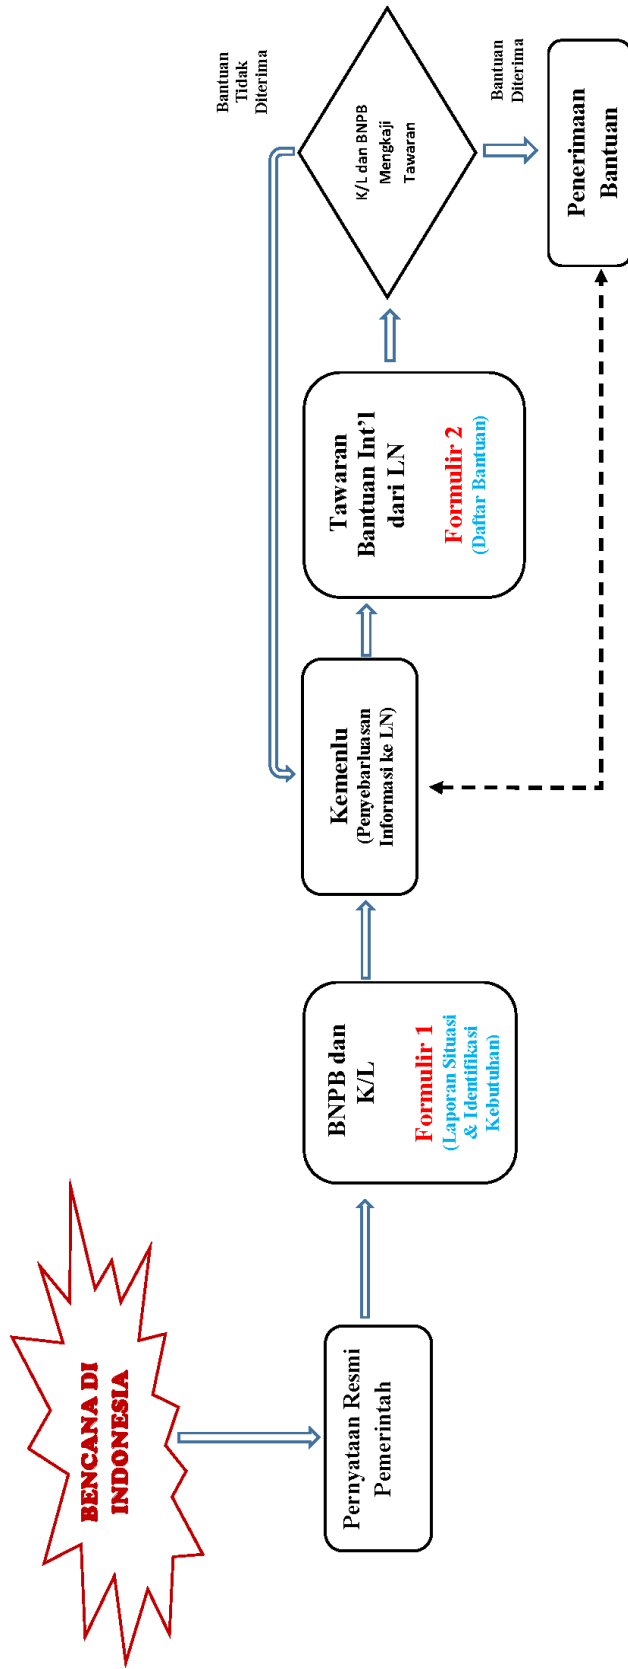 BENCANA DI
INDONESIA
Pernyataan Resmi
Pemerintah
BNPB dan
K/L
Formulir 1
(Laporan Situasi
& Identifikasi
Kebutuhan)
Kemenlu
(Penyebarluasan
Informasi ke LN)
Tawaran
Bantuan Int'l
dari LN
Formulir 2
(Daftar Bantuan)
K/L dan BNPB
Mengkaji
Tawaran
Bantuan
Tidak
Diterima
Bantuan
Diterima
Penerimaan
Bantuan